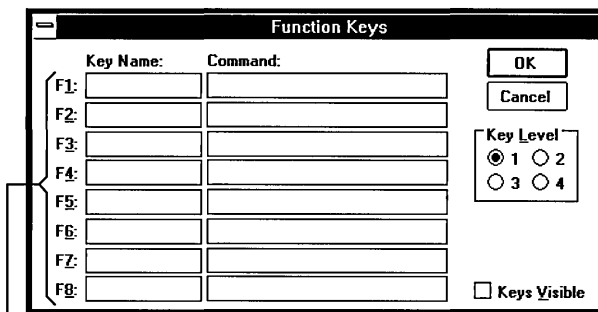 Function Keys
Key Name: Command:
F1:
F2:
F3:
F4:
F5:
F6:
F7:
F8:
OK
Cancel
Key Level
1 2
3 4
Keys Visible